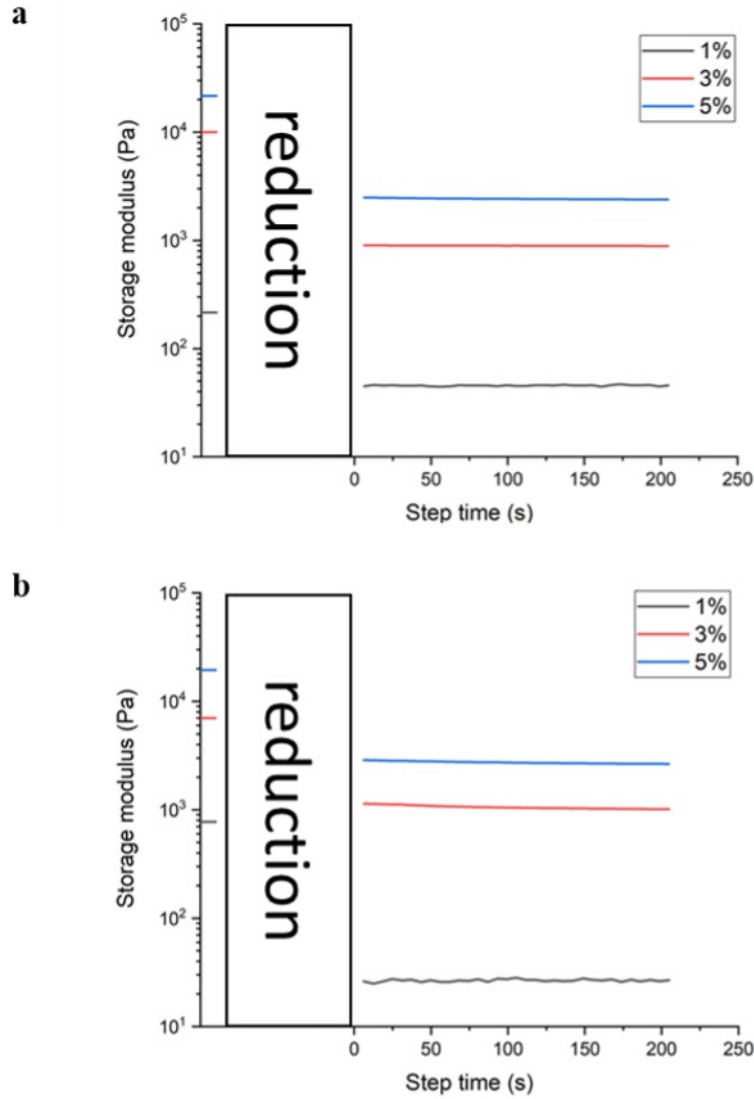 a
10⁵
10⁴
10³
10²
10¹
Storage modulus (Pa)
reduction
1%
3%
5%
0 50 100 150 200 250
Step time (s)
b
10⁵
10⁴
10³
10²
10¹
Storage modulus (Pa)
reduction
1%
3%
5%
0 50 100 150 200 250
Step time (s)